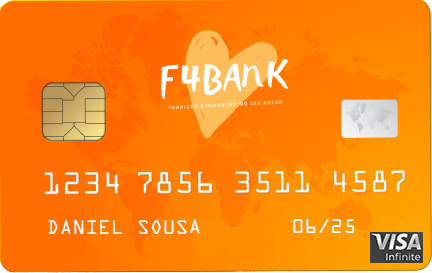 F4BANK
TRADIÇÃO E INOVAÇÃO, NO SEU BOLSO
1234 7856 3511 4587
DANIEL SOUSA 06/25
VISA
Infinite